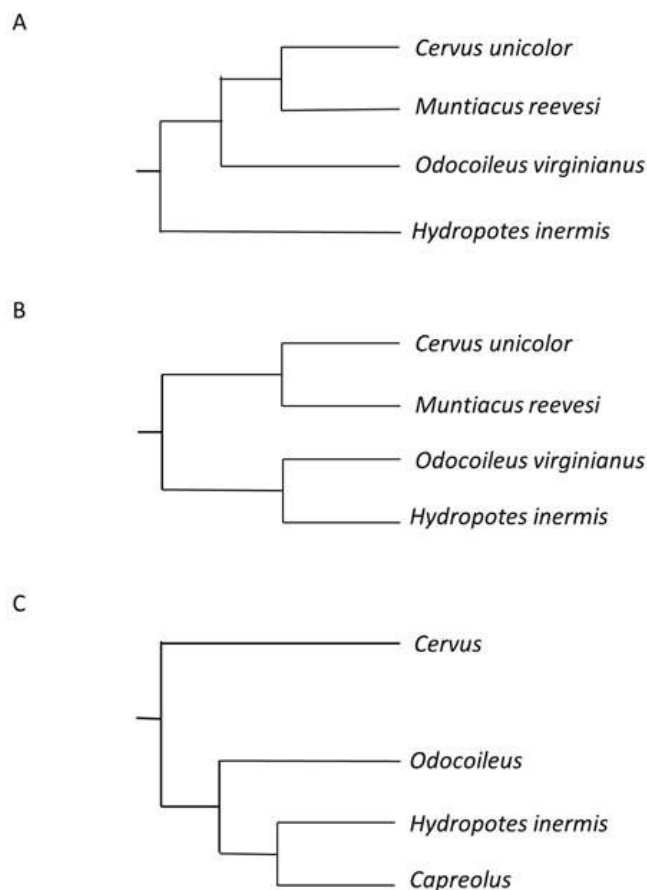 A
Cervus unicolor
Muntiacus reevesi
Odocoileus virginianus
Hydropotes inermis
B
Cervus unicolor
Muntiacus reevesi
Odocoileus virginianus
Hydropotes inermis
C
Cervus
Odocoileus
Hydropotes inermis
Capreolus